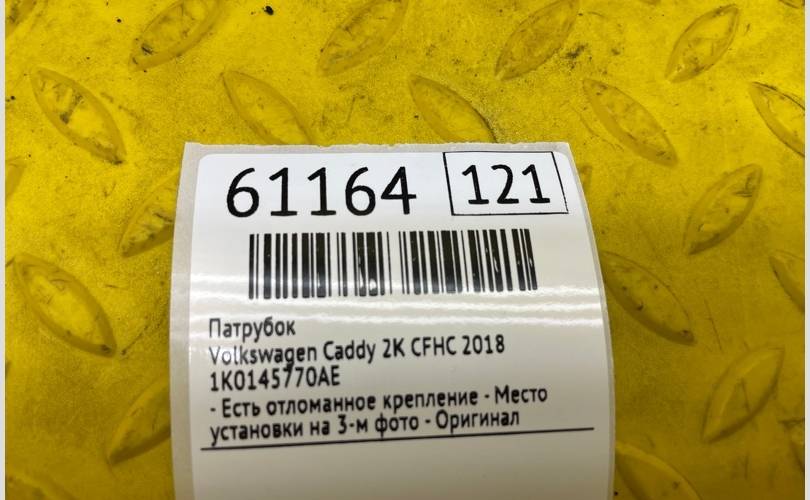 61164 121
Патрубок
Volkswagen Caddy 2K CFHC 2018
1K0145770AE
- Есть отломанное крепление - Место
установки на 3-м фото - Оригинал